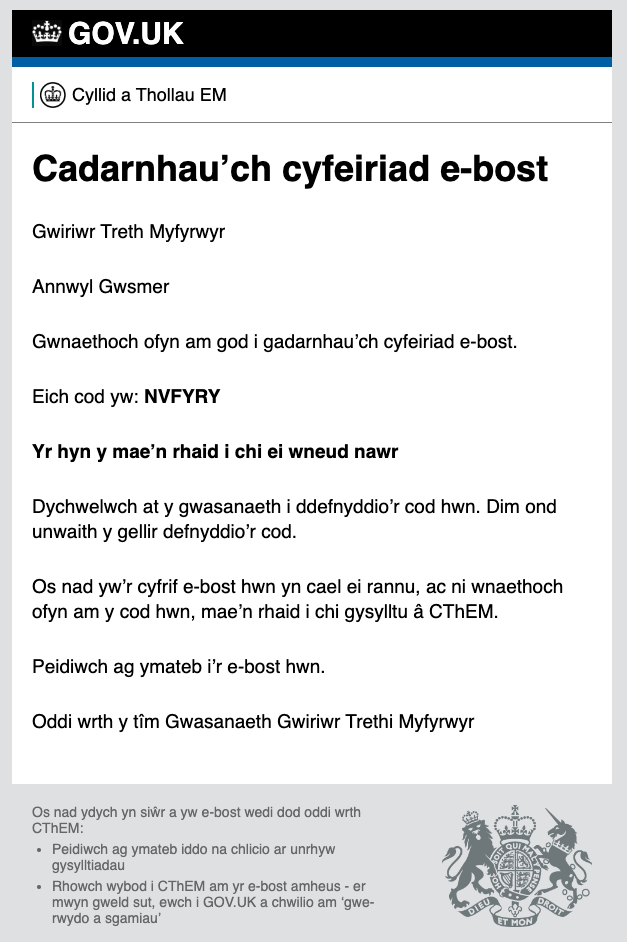 GOV.UK
Cyllid a Thollau EM
Cadarnhau’ch cyfeiriad e-bost
Gwiriwr Treth Myfyrwyr
Annwyl Gwsmer
Gwnaethoch ofyn am god i gadarnhau’ch cyfeiriad e-bost.
Eich cod yw: NVFYRY
Yr hyn y mae’n rhaid i chi ei wneud nawr
Dychwelwch at y gwasanaeth i ddefnyddio’r cod hwn. Dim ond
unwaith y gellir defnyddio’r cod.
Os nad yw’r cyfrif e-bost hwn yn cael ei rannu, ac ni wnaethoch
ofyn am y cod hwn, mae’n rhaid i chi gysylltu â CThEM.
Peidiwch ag ymateb i’r e-bost hwn.
Oddi wrth y tîm Gwasanaeth Gwiriwr Trethi Myfyrwyr
Os nad ydych yn siŵr a yw e-bost wedi dod oddi wrth
CThEM:
• Peidiwch ag ymateb iddo na chlicio ar unrhyw
gysylltiadau
• Rhowch wybod i CThEM am yr e-bost amheus - er
mwyn gweld sut, ewch i GOV.UK a chwilio am ‘gwe-
rwydo a sgamiau’
DIEU ET MON DROIT